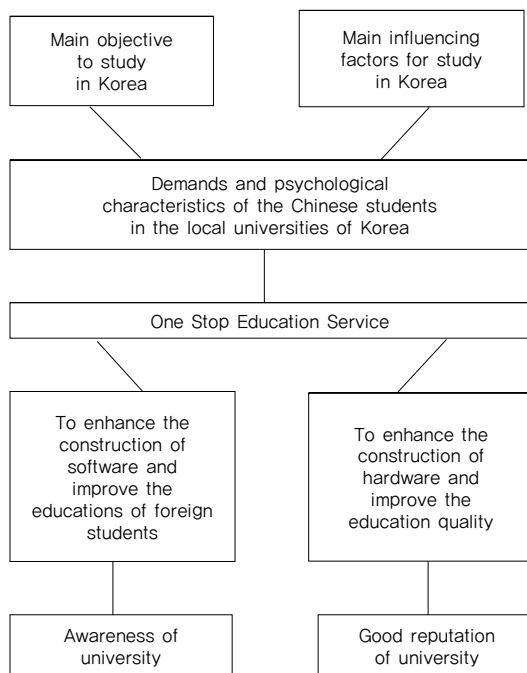 Main objective
to study
in Korea
Main influencing
factors for study
in Korea
Demands and psychological
characteristics of the Chinese students
in the local universities of Korea
One Stop Education Service
To enhance the
construction of
software and
improve the
educations of foreign
students
To enhance the
construction of
hardware and
improve the
education quality
Awareness of
university
Good reputation
of university